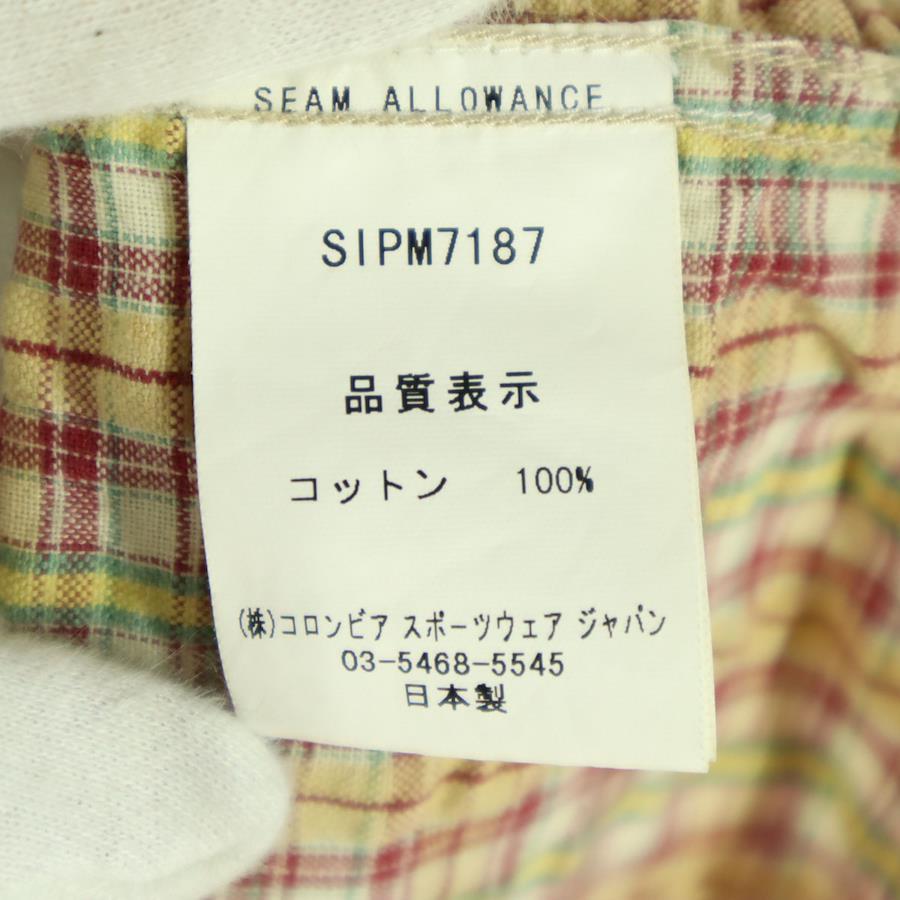 SEAM ALLOWANCE
SIPM7187
品質表示
コットン 100%
(株)コロンビア スポーツウェア ジャパン
03-5468-5545
日本製